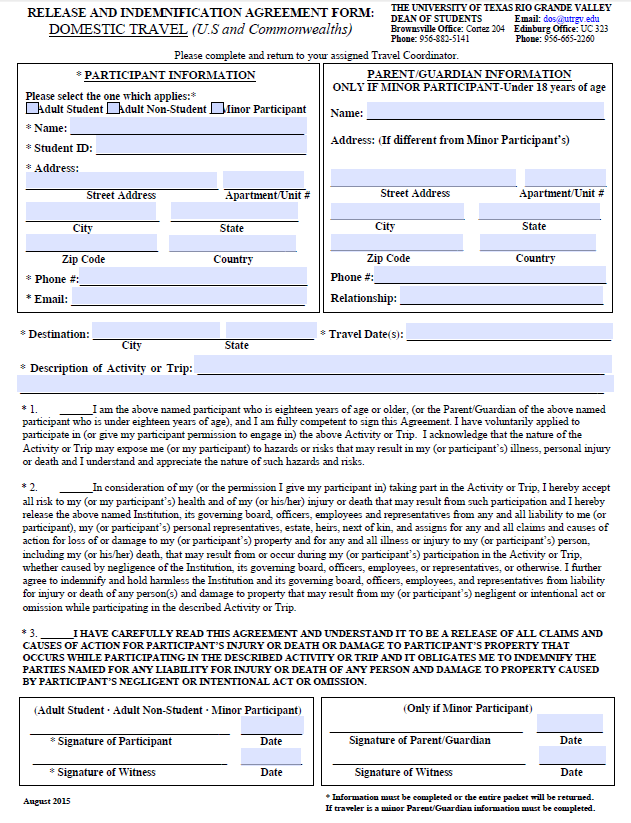 RELEASE AND INDEMNIFICATION AGREEMENT FORM:
DOMESTIC TRAVEL (U.S and Commonwealths)
THE UNIVERSITY OF TEXAS RIO GRANDE VALLEY
DEAN OF STUDENTS Email: dos@utrgv.edu
Brownsville Office: Cortez 204 Edinburg Office: UC 323
Phone: 956-882-5141 Phone: 956-665-2260
Please complete and return to your assigned Travel Coordinator.
* PARTICIPANT INFORMATION
Please select the one which applies:*
Adult Student Adult Non-Student Minor Participant
* Name:
* Student ID:
* Address:
Street Address Apartment/Unit #
City State
Zip Code Country
* Phone #:
* Email:
PARENT/GUARDIAN INFORMATION
ONLY IF MINOR PARTICIPANT-Under 18 years of age
Name:
Address: (If different from Minor Participant's)
Street Address Apartment/Unit #
City State
Zip Code Country
Phone #:
Relationship:
* Destination: * Travel Date(s):
City State
* Description of Activity or Trip:
* 1. ______I am the above named participant who is eighteen years of age or older, (or the Parent/Guardian of the above named
participant who is under eighteen years of age), and I am fully competent to sign this Agreement. I have voluntarily applied to
participate in (or give my participant permission to engage in) the above Activity or Trip. I acknowledge that the nature of the
Activity or Trip may expose me (or my participant) to hazards or risks that may result in my (or participant's) illness, personal injury
or death and I understand and appreciate the nature of such hazards and risks.
* 2. ______In consideration of my (or the permission I give my participant in) taking part in the Activity or Trip, I hereby accept
all risk to my (or my participant's) health and of my (or his/her) injury or death that may result from such participation and I hereby
release the above named Institution, its governing board, officers, employees and representatives from any and all liability to me (or
participant), my (or participant's) personal representatives, estate, heirs, next of kin, and assigns for any and all claims and causes of
action for loss of or damage to my (or participant's) property and for any and all illness or injury to my (or participant's) person,
including my (or his/her) death, that may result from or occur during my (or participant's) participation in the Activity or Trip,
whether caused by negligence of the Institution, its governing board, officers, employees, or representatives, or otherwise. I further
agree to indemnify and hold harmless the Institution and its governing board, officers, employees, and representatives from liability
for injury or death of any person(s) and damage to property that may result from my (or participant's) negligent or intentional act or
omission while participating in the described Activity or Trip.
* 3. ______I HAVE CAREFULLY READ THIS AGREEMENT AND UNDERSTAND IT TO BE A RELEASE OF ALL CLAIMS AND
CAUSES OF ACTION FOR PARTICIPANT'S INJURY OR DEATH OR DAMAGE TO PARTICIPANT'S PROPERTY THAT
OCCURS WHILE PARTICIPATING IN THE DESCRIBED ACTIVITY OR TRIP AND IT OBLIGATES ME TO INDEMNIFY THE
PARTIES NAMED FOR ANY LIABILITY FOR INJURY OR DEATH OF ANY PERSON AND DAMAGE TO PROPERTY CAUSED
BY PARTICIPANT'S NEGLIGENT OR INTENTIONAL ACT OR OMISSION.
(Adult Student · Adult Non-Student · Minor Participant)
* Signature of Participant Date
* Signature of Witness Date
(Only if Minor Participant)
Signature of Parent/Guardian Date
Signature of Witness Date
August 2015
* Information must be completed or the entire packet will be returned.
If traveler is a minor Parent/Guardian information must be completed.